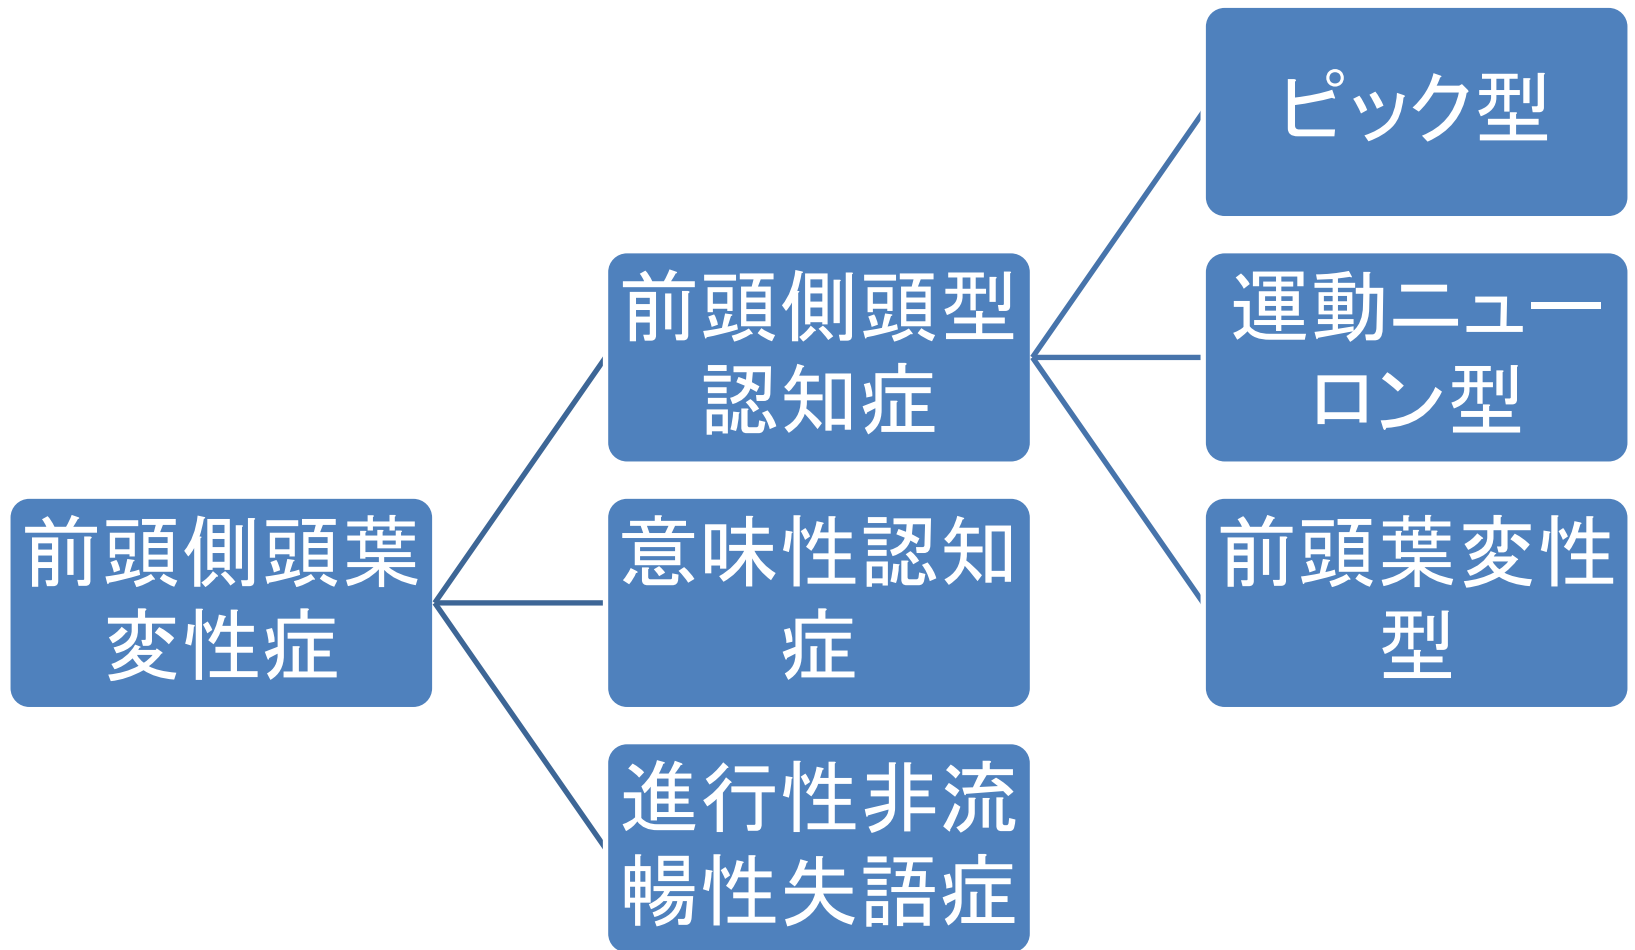 ピック型
前頭側頭型
認知症
運動ニュー
ロン型
前頭側頭葉
変性症
意味性認知
症
前頭葉変性
型
進行性非流
暢性失語症